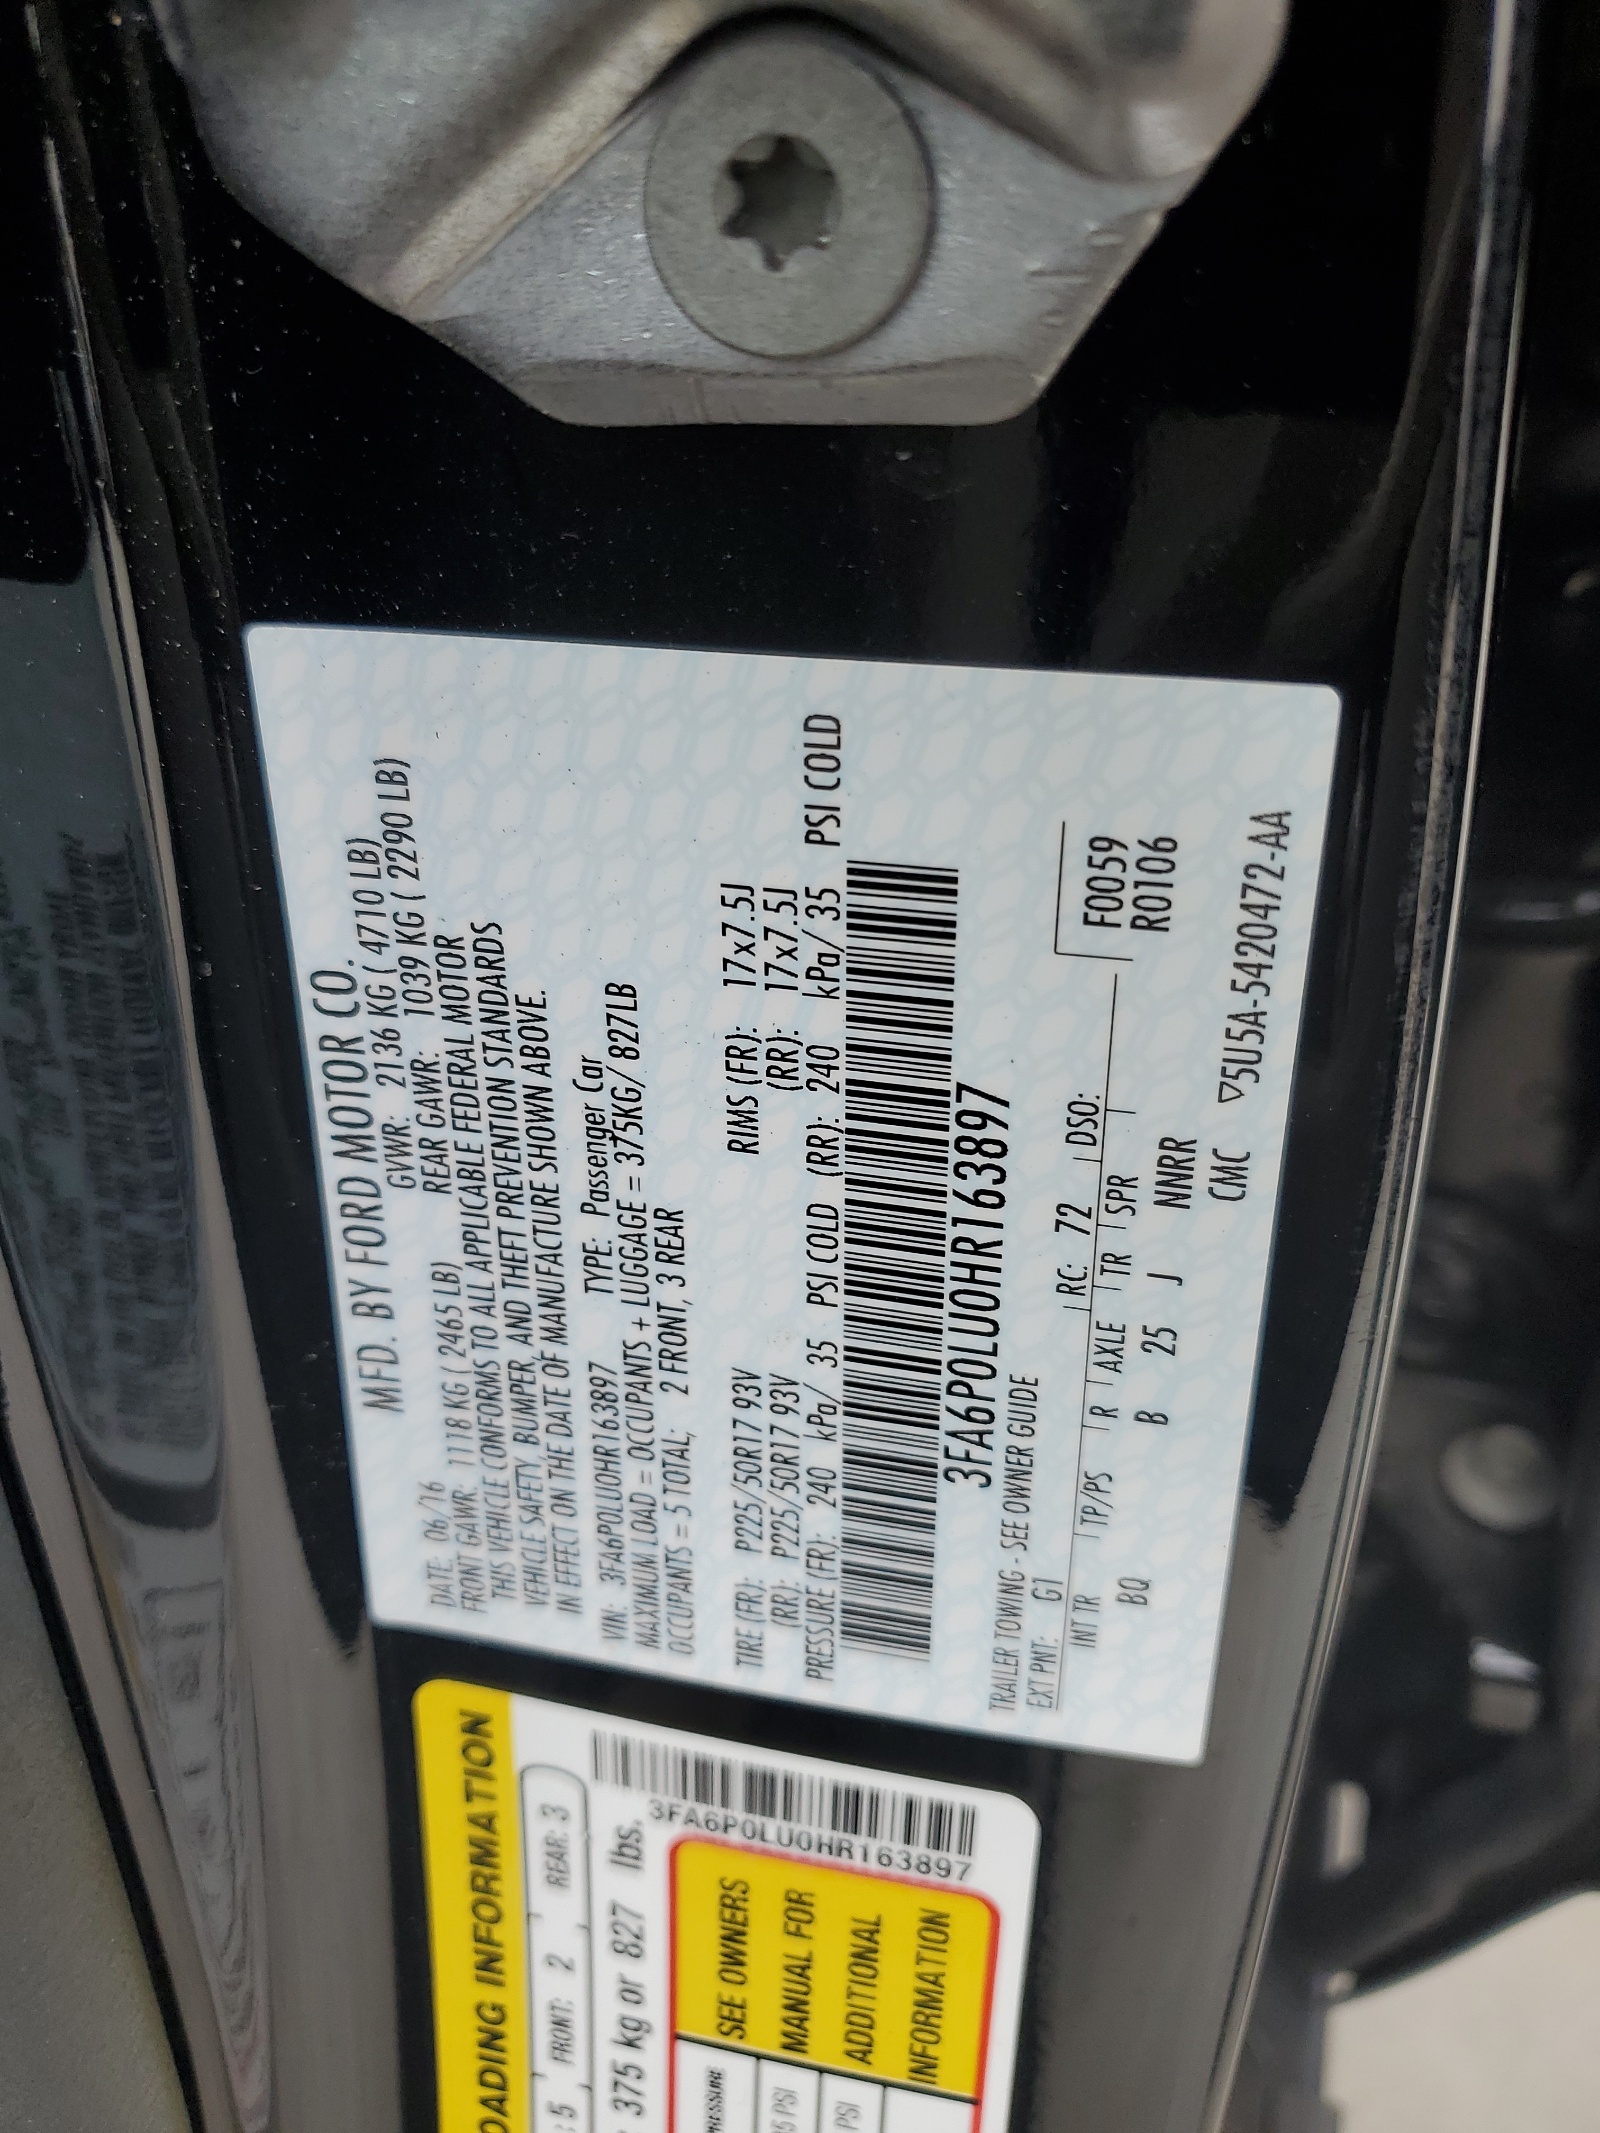 MFD. BY FORD MOTOR CO.
DATE: 06/16 GVWR: 2136 KG ( 4710 LB)
FRONT GAWR: 1118 KG ( 2465 LB) REAR GAWR: 1039 KG ( 2290 LB)
THIS VEHICLE CONFORMS TO ALL APPLICABLE FEDERAL MOTOR
VEHICLE SAFETY, BUMPER, AND THEFT PREVENTION STANDARDS
IN EFFECT ON THE DATE OF MANUFACTURE SHOWN ABOVE.
VIN: 3FA6P0LU0HR163897 TYPE: Passenger Car
MAXIMUM LOAD = OCCUPANTS + LUGGAGE = 375KG/ 827LB
OCCUPANTS = 5 TOTAL; 2 FRONT, 3 REAR
TIRE (FR): P225/50R17 93V RIMS (FR): 17x7.5J
(RR): P225/50R17 93V (RR): 17x7.5J
PRESSURE (FR): 240 kPa/ 35 PSI COLD (RR): 240 kPa/ 35 PSI COLD
3FA6P0LU0HR163897
TRAILER TOWING - SEE OWNER GUIDE
EXT PNT: G1 RC: 72 DSO:
F0059
R0106
INT TR TP/PS R AXLE TR SPR
BQ B 25 J NNRR
CMC ▽5U5A-5420472-AA
OADING INFORMATION
: 5 FRONT: 2 REAR: 3
375 kg or 827 lbs.
3FA6P0LU0HR163897
SEE OWNERS
MANUAL FOR
ADDITIONAL
INFORMATION
RESSURE
5 PSI
PSI